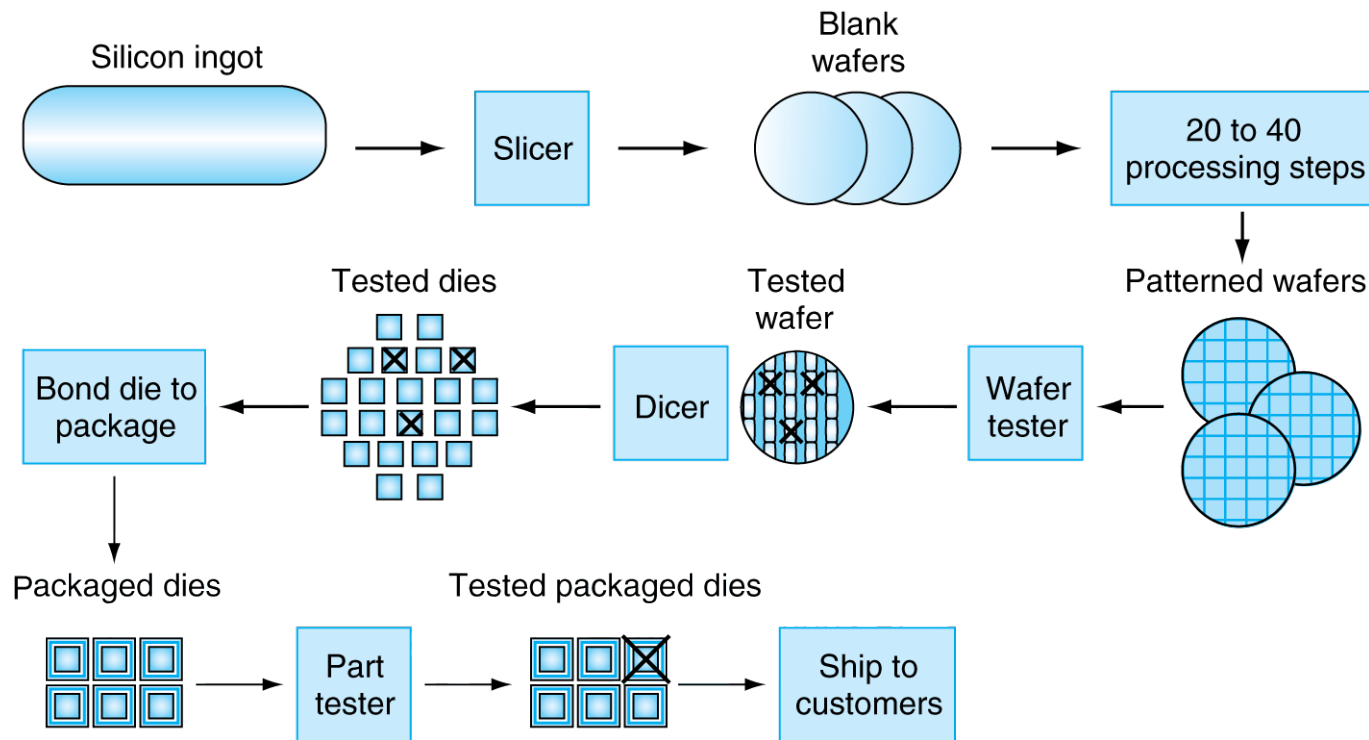 Silicon ingot
Slicer
Blank
wafers
20 to 40
processing steps
Patterned wafers
Wafer
tester
Tested
wafer
Dicer
Tested dies
Bond die to
package
Packaged dies
Part
tester
Tested packaged dies
Ship to
customers